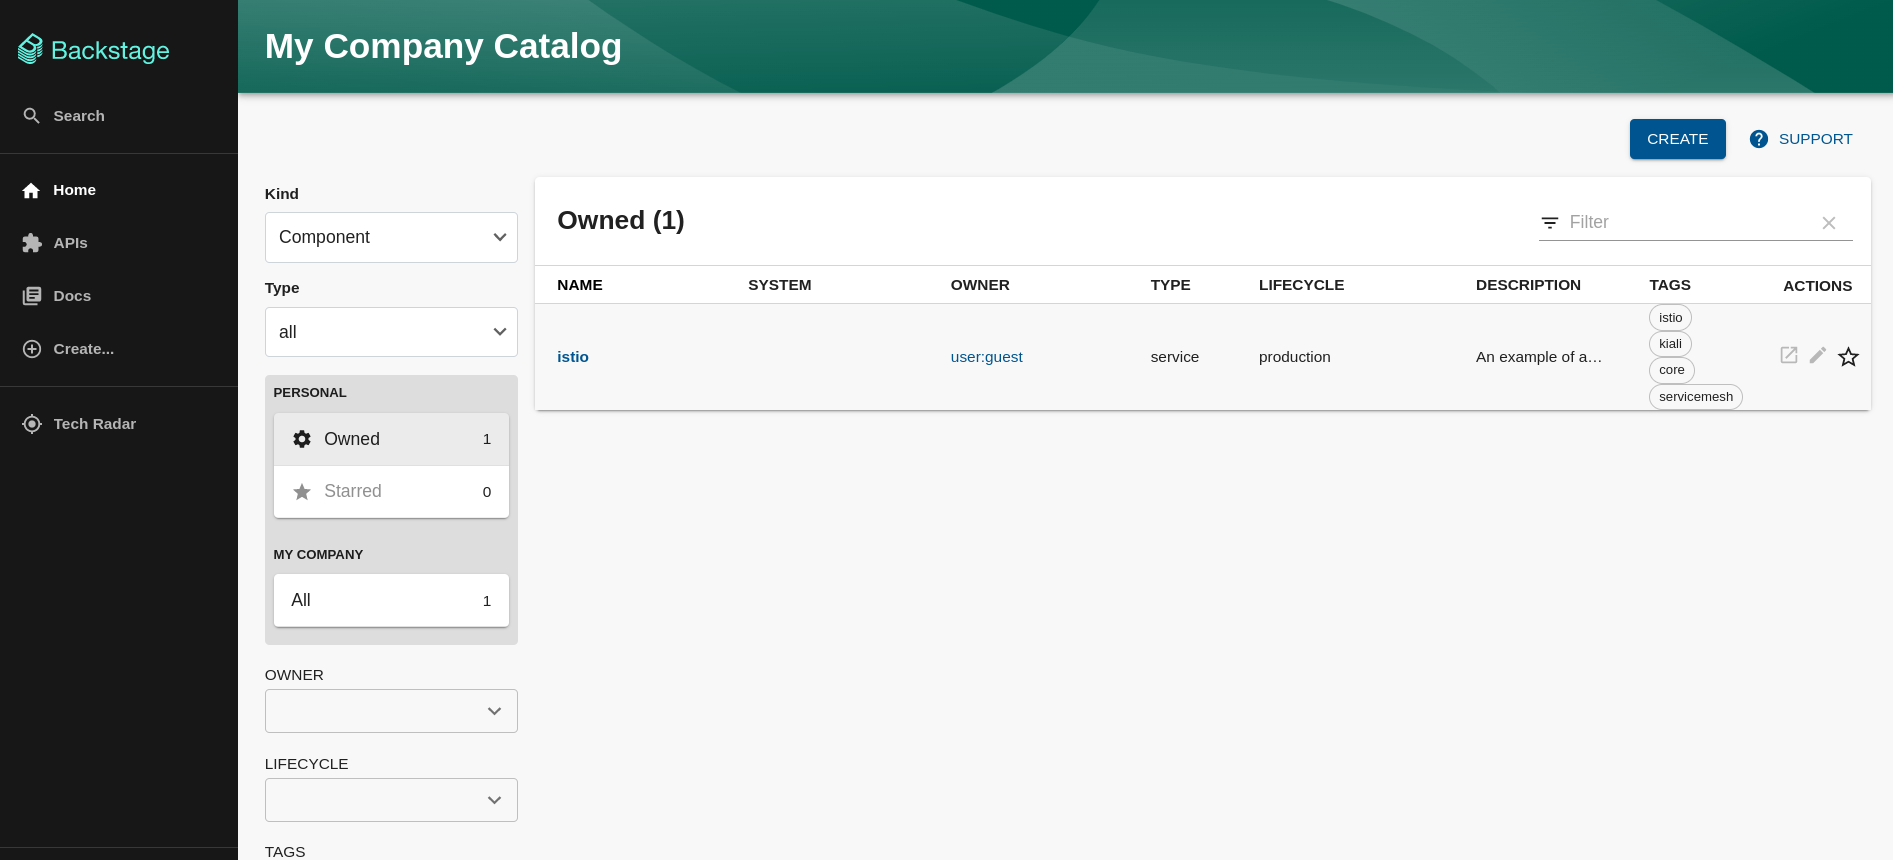 Backstage
Search
Home
APIs
Docs
Create...
Tech Radar
My Company Catalog
CREATE
SUPPORT
Kind
Component
Type
all
PERSONAL
Owned 1
Starred 0
MY COMPANY
All 1
OWNER
LIFECYCLE
TAGS
Owned (1)
Filter
NAME SYSTEM OWNER TYPE LIFECYCLE DESCRIPTION TAGS ACTIONS
istio user:guest service production An example of a…
istio
kiali
core
servicemesh